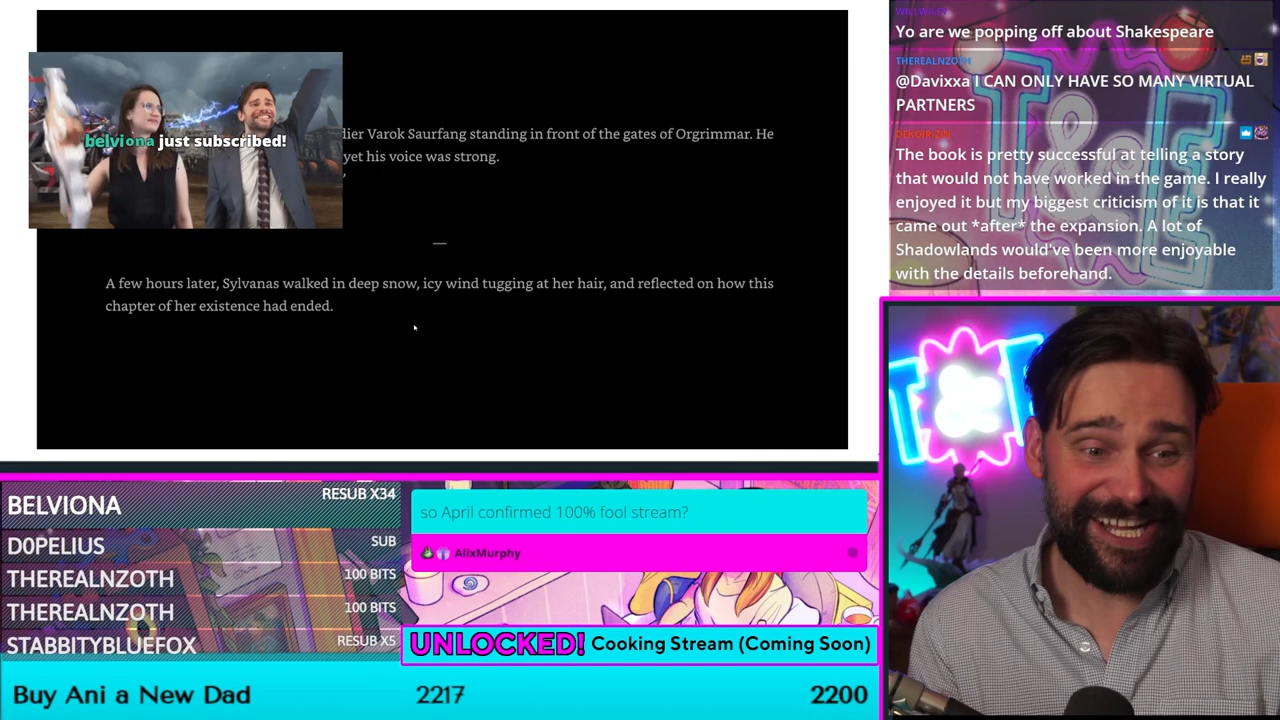 dier Varok Saurfang standing in front of the gates of Orgrimmar. He
yet his voice was strong.
belviona just subscribed!
—
A few hours later, Sylvanas walked in deep snow, icy wind tugging at her hair, and reflected on how this
chapter of her existence had ended.
WILLWILEY
Yo are we popping off about Shakespeare
THEREALNZOTH
@Davixxa I CAN ONLY HAVE SO MANY VIRTUAL
PARTNERS
The book is pretty successful at telling a story
that would not have worked in the game. I really
enjoyed it but my biggest criticism of it is that it
came out *after* the expansion. A lot of
Shadowlands would've been more enjoyable
with the details beforehand.
T&E
BELVIONA RESUB X34
D0PELIUS SUB
THEREALNZOTH 100 BITS
THEREALNZOTH 100 BITS
STABBITYBLUEFOX RESUB X5
so April confirmed 100% fool stream?
AlixMurphy
UNLOCKED! Cooking Stream (Coming Soon)
Buy Ani a New Dad 2217 2200